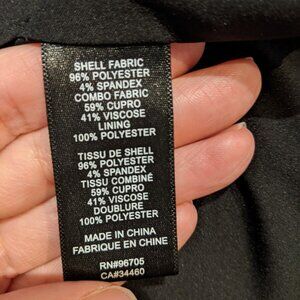 SHELL FABRIC
96% POLYESTER
4% SPANDEX
COMBO FABRIC
59% CUPRO
41% VISCOSE
LINING
100% POLYESTER
TISSU DE SHELL
96% POLYESTER
4% SPANDEX
TISSU COMBINÉ
59% CUPRO
41% VISCOSE
DOUBLURE
100% POLYESTER
MADE IN CHINA
FABRIQUE EN CHINE
RN#96705
CA#34460